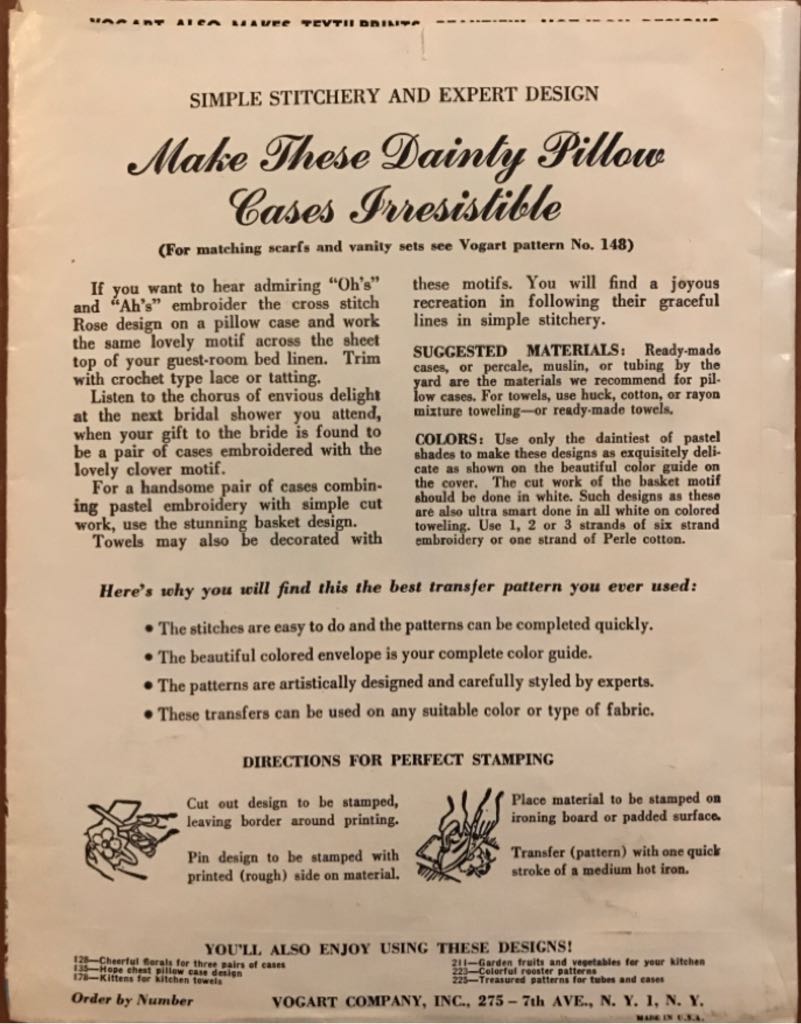 VOGART ALSO MAKES TEXTILPRINTS
SIMPLE STITCHERY AND EXPERT DESIGN
Make These Dainty Pillow
Cases Irresistible
(For matching scarfs and vanity sets see Vogart pattern No. 148)
If you want to hear admiring "Oh's"
and "Ah's" embroider the cross stitch
Rose design on a pillow case and work
the same lovely motif across the sheet
top of your guest-room bed linen. Trim
with crochet type lace or tatting.
Listen to the chorus of envious delight
at the next bridal shower you attend,
when your gift to the bride is found to
be a pair of cases embroidered with the
lovely clover motif.
For a handsome pair of cases combin-
ing pastel embroidery with simple cut
work, use the stunning basket design.
Towels may also be decorated with
these motifs. You will find a joyous
recreation in following their graceful
lines in simple stitchery.
SUGGESTED MATERIALS: Ready-made
cases, or percale, muslin, or tubing by the
yard are the materials we recommend for pil-
low cases. For towels, use huck, cotton, or rayon
mixture toweling—or ready-made towels.
COLORS: Use only the daintiest of pastel
shades to make these designs as exquisitely deli-
cate as shown on the beautiful color guide on
the cover. The cut work of the basket motif
should be done in white. Such designs as these
are also ultra smart done in all white on colored
toweling. Use 1, 2 or 3 strands of six strand
embroidery or one strand of Perle cotton.
Here's why you will find this the best transfer pattern you ever used:
• The stitches are easy to do and the patterns can be completed quickly.
• The beautiful colored envelope is your complete color guide.
• The patterns are artistically designed and carefully styled by experts.
• These transfers can be used on any suitable color or type of fabric.
DIRECTIONS FOR PERFECT STAMPING
Cut out design to be stamped,
leaving border around printing.
Pin design to be stamped with
printed (rough) side on material.
Place material to be stamped on
ironing board or padded surface.
Transfer (pattern) with one quick
stroke of a medium hot iron.
YOU'LL ALSO ENJOY USING THESE DESIGNS!
128—Cheerful florals for three pairs of cases
135—Hope chest pillow case design
178—Kittens for kitchen towels
211—Garden fruits and vegetables for your kitchen
223—Colorful rooster patterns
225—Treasured patterns for tubes and cases
Order by Number
VOGART COMPANY, INC., 275 – 7th AVE., N. Y. 1, N. Y.
MADE IN U.S.A.